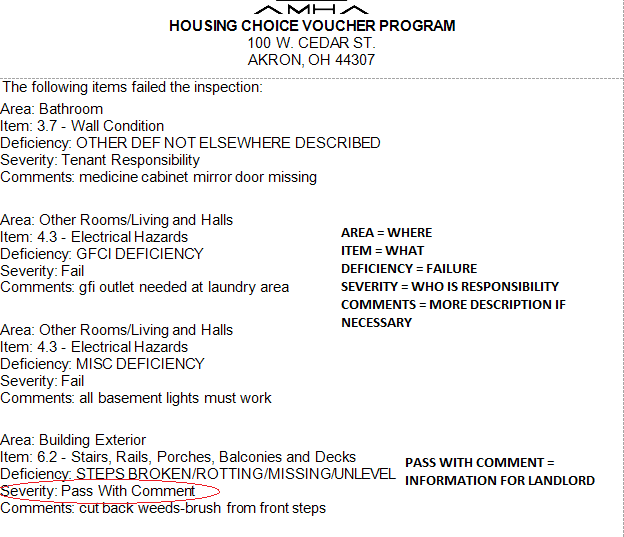 AMHA
HOUSING CHOICE VOUCHER PROGRAM
100 W. CEDAR ST.
AKRON, OH 44307
The following items failed the inspection:
Area: Bathroom
Item: 3.7 - Wall Condition
Deficiency: OTHER DEF NOT ELSEWHERE DESCRIBED
Severity: Tenant Responsibility
Comments: medicine cabinet mirror door missing
Area: Other Rooms/Living and Halls
Item: 4.3 - Electrical Hazards
Deficiency: GFCI DEFICIENCY
Severity: Fail
Comments: gfi outlet needed at laundry area
AREA = WHERE
ITEM = WHAT
DEFICIENCY = FAILURE
SEVERITY = WHO IS RESPONSIBILITY
COMMENTS = MORE DESCRIPTION IF
NECESSARY
Area: Other Rooms/Living and Halls
Item: 4.3 - Electrical Hazards
Deficiency: MISC DEFICIENCY
Severity: Fail
Comments: all basement lights must work
Area: Building Exterior
Item: 6.2 - Stairs, Rails, Porches, Balconies and Decks
Deficiency: STEPS BROKEN/ROTTING/MISSING/UNLEVEL
Severity: Pass With Comment
Comments: cut back weeds-brush from front steps
PASS WITH COMMENT =
INFORMATION FOR LANDLORD